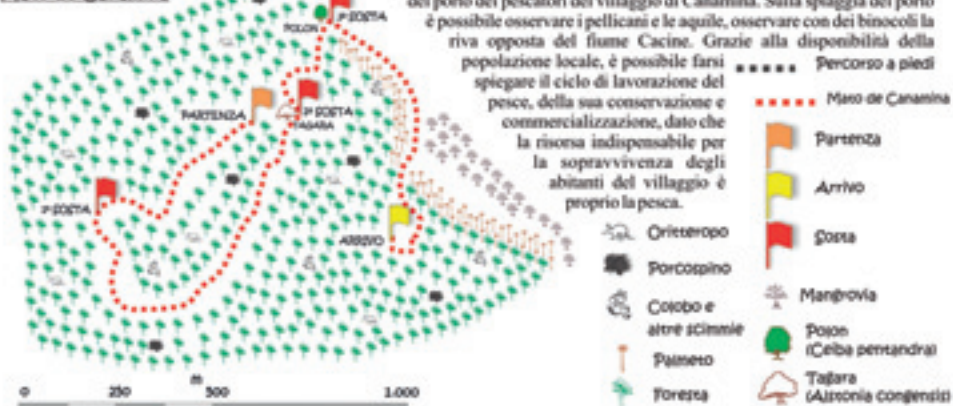 del porto dei pescatori del villaggio di Canamina. Sulla spiaggia del porto
è possibile osservare i pellicani e le aquile, osservare con dei binocoli la
riva opposta del fiume Cacine. Grazie alla disponibilità della
popolazione locale, è possibile farsi
spiegare il ciclo di lavorazione del
pesce, della sua conservazione e
commercializzazione, dato che
la risorsa indispensabile per
la sopravvivenza degli
abitanti del villaggio è
proprio la pesca.
Percorso a piedi
Mato de Canamina
Partenza
Arrivo
Sosta
Oritteropo
Porcospino
Colobo e
altre scimmie
Palmeto
Foresta
Mangrovia
Polon
(Ceiba pentandra)
Tagara
(Alstonia congensis)
3ª SOSTA
POLON
PARTENZA
2ª SOSTA
TAGARA
1ª SOSTA
ARRIVO
m
0 250 500 1.000